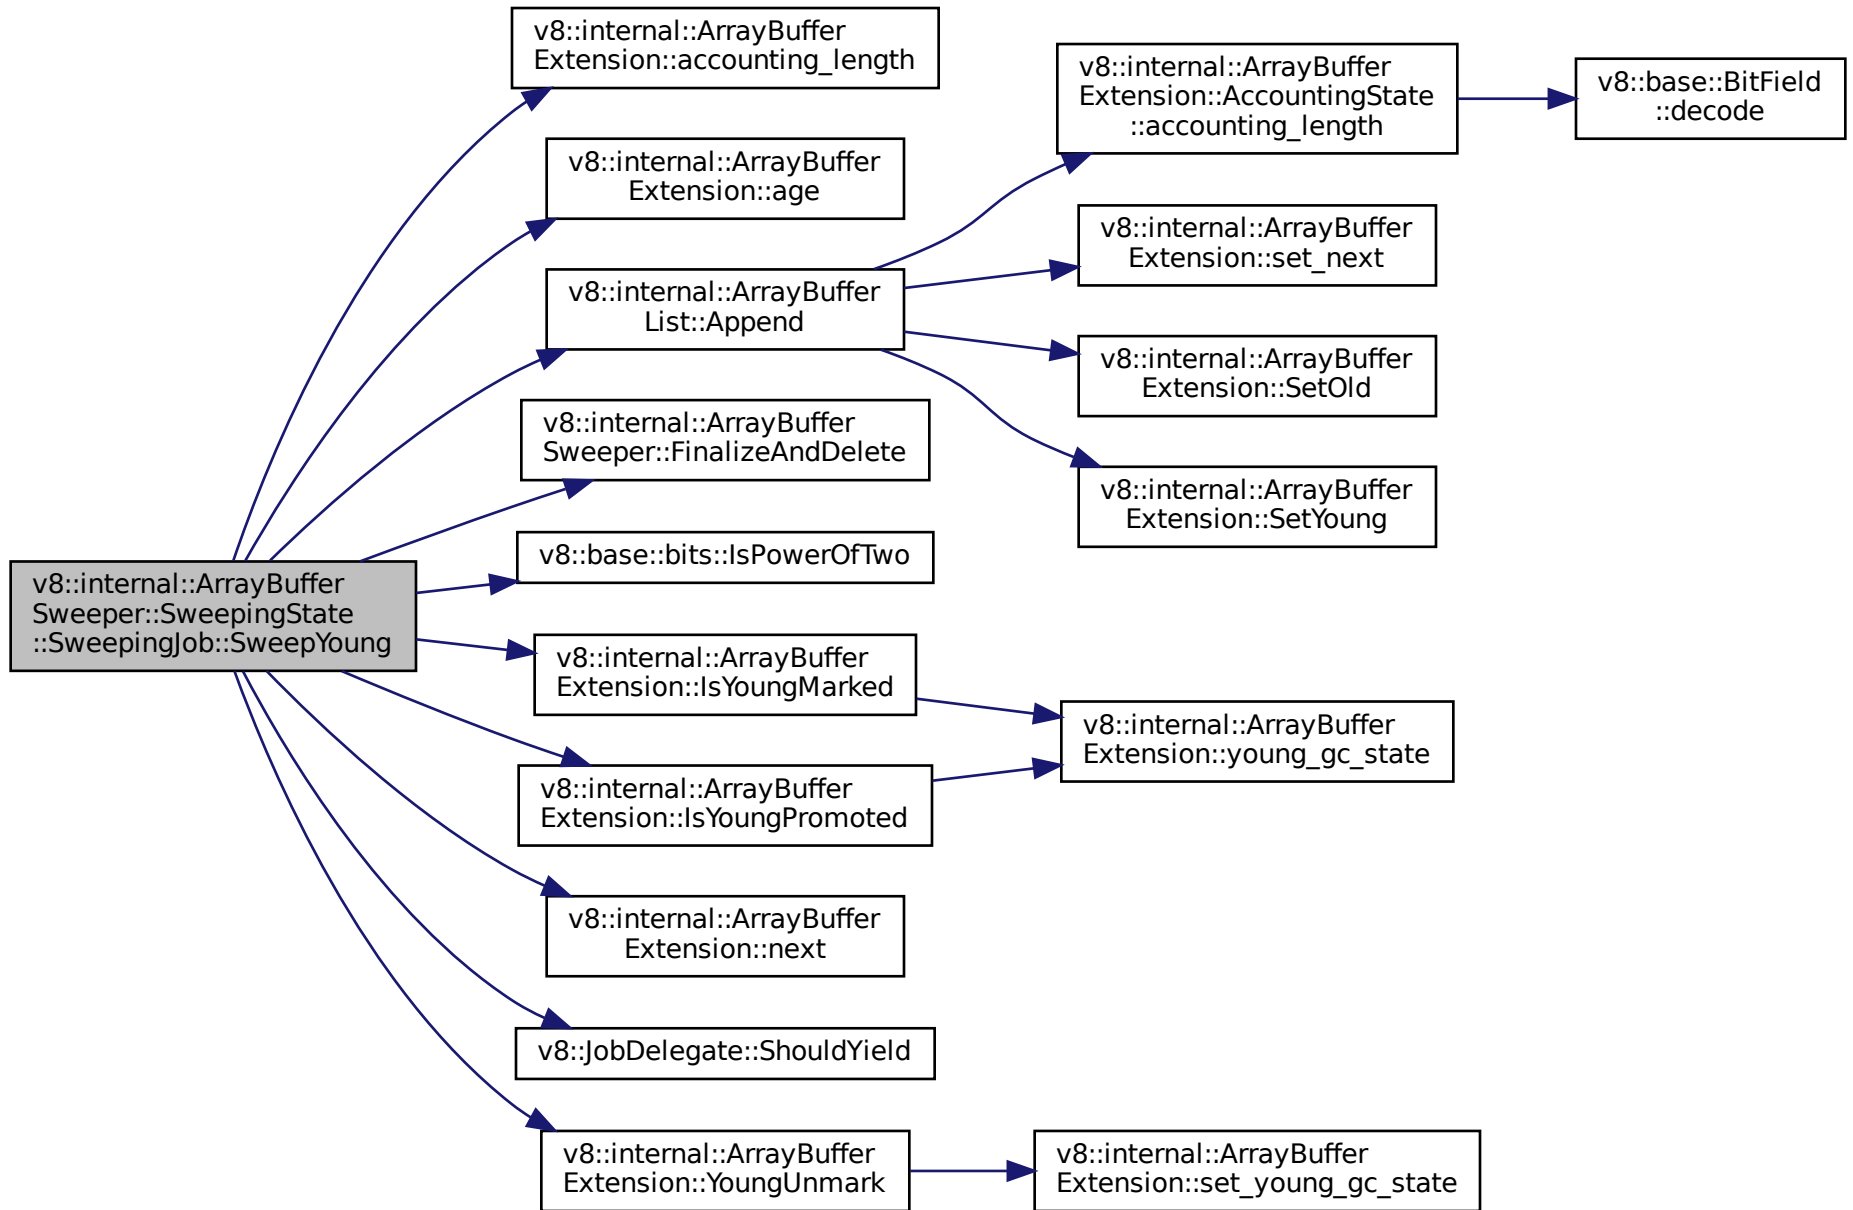 v8::internal::ArrayBuffer
Sweeper::SweepingState
::SweepingJob::SweepYoung
v8::internal::ArrayBuffer
Extension::accounting_length
v8::internal::ArrayBuffer
Extension::age
v8::internal::ArrayBuffer
List::Append
v8::internal::ArrayBuffer
Extension::AccountingState
::accounting_length
v8::base::BitField
::decode
v8::internal::ArrayBuffer
Extension::set_next
v8::internal::ArrayBuffer
Extension::SetOld
v8::internal::ArrayBuffer
Extension::SetYoung
v8::internal::ArrayBuffer
Sweeper::FinalizeAndDelete
v8::base::bits::IsPowerOfTwo
v8::internal::ArrayBuffer
Extension::IsYoungMarked
v8::internal::ArrayBuffer
Extension::young_gc_state
v8::internal::ArrayBuffer
Extension::IsYoungPromoted
v8::internal::ArrayBuffer
Extension::next
v8::JobDelegate::ShouldYield
v8::internal::ArrayBuffer
Extension::YoungUnmark
v8::internal::ArrayBuffer
Extension::set_young_gc_state